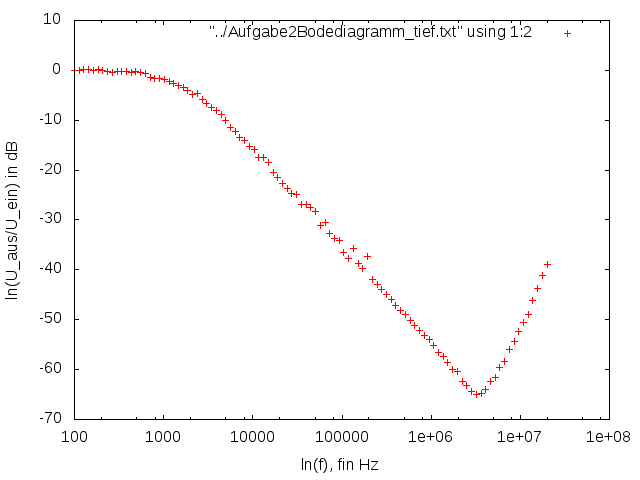 "../Aufgabe2Bodediagramm_tief.txt" using 1:2
10
0
-10
-20
-30
-40
-50
-60
-70
ln(U_aus/U_ein) in dB
100
1000
10000
100000
1e+06
1e+07
1e+08
ln(f), fin Hz